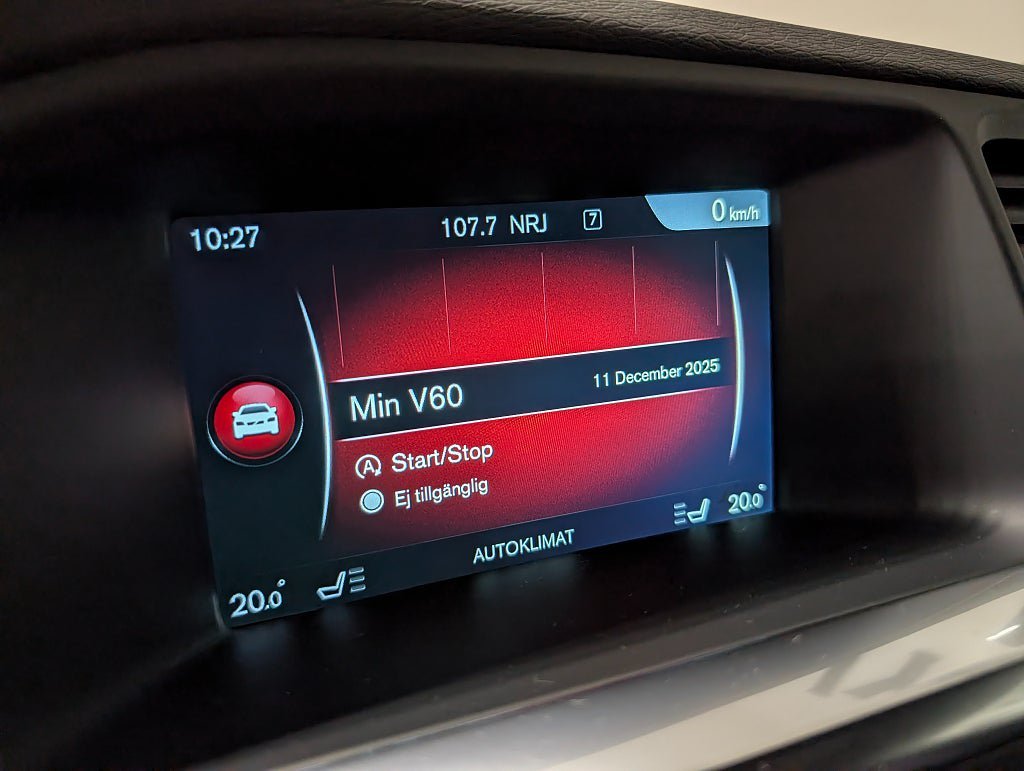 10:27 107.7 NRJ 7 0 km/h
Min V60 11 December 2025
A Start/Stop
Ej tillgänglig
AUTOKLIMAT
20.0° 20.0°